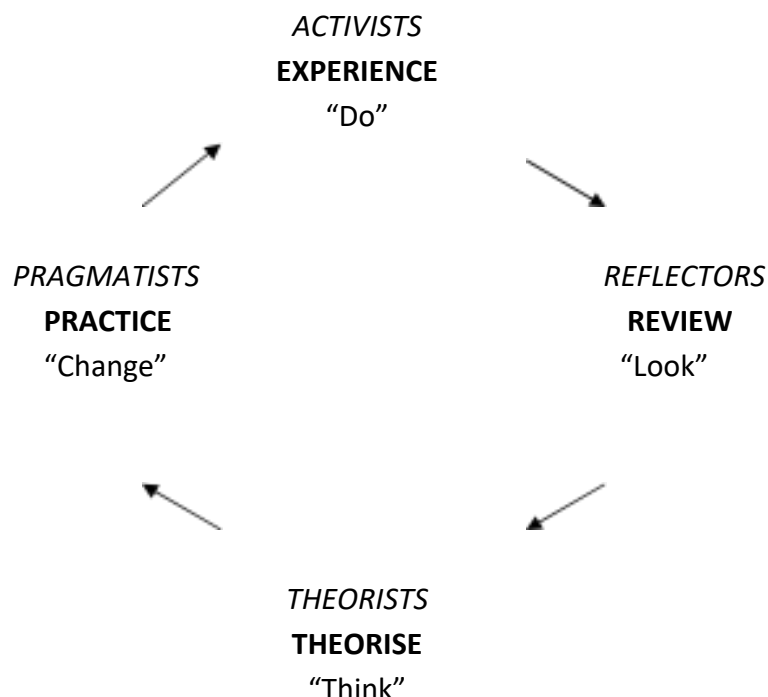 ACTIVISTS
EXPERIENCE
“Do”
PRAGMATISTS
PRACTICE
“Change”
REFLECTORS
REVIEW
“Look”
THEORISTS
THEORISE
“Think”